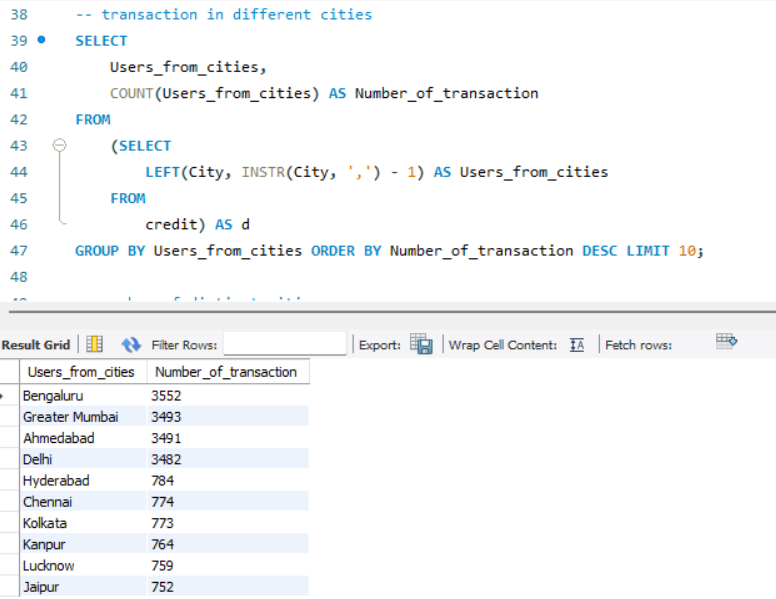 38 -- transaction in different cities
39 SELECT
40 Users_from_cities,
41 COUNT(Users_from_cities) AS Number_of_transaction
42 FROM
43 (SELECT
44 LEFT(City, INSTR(City, ',') - 1) AS Users_from_cities
45 FROM
46 credit) AS d
47 GROUP BY Users_from_cities ORDER BY Number_of_transaction DESC LIMIT 10;
48
Result Grid Filter Rows: Export: Wrap Cell Content: Fetch rows:
Users_from_cities Number_of_transaction
Bengaluru 3552
Greater Mumbai 3493
Ahmedabad 3491
Delhi 3482
Hyderabad 784
Chennai 774
Kolkata 773
Kanpur 764
Lucknow 759
Jaipur 752